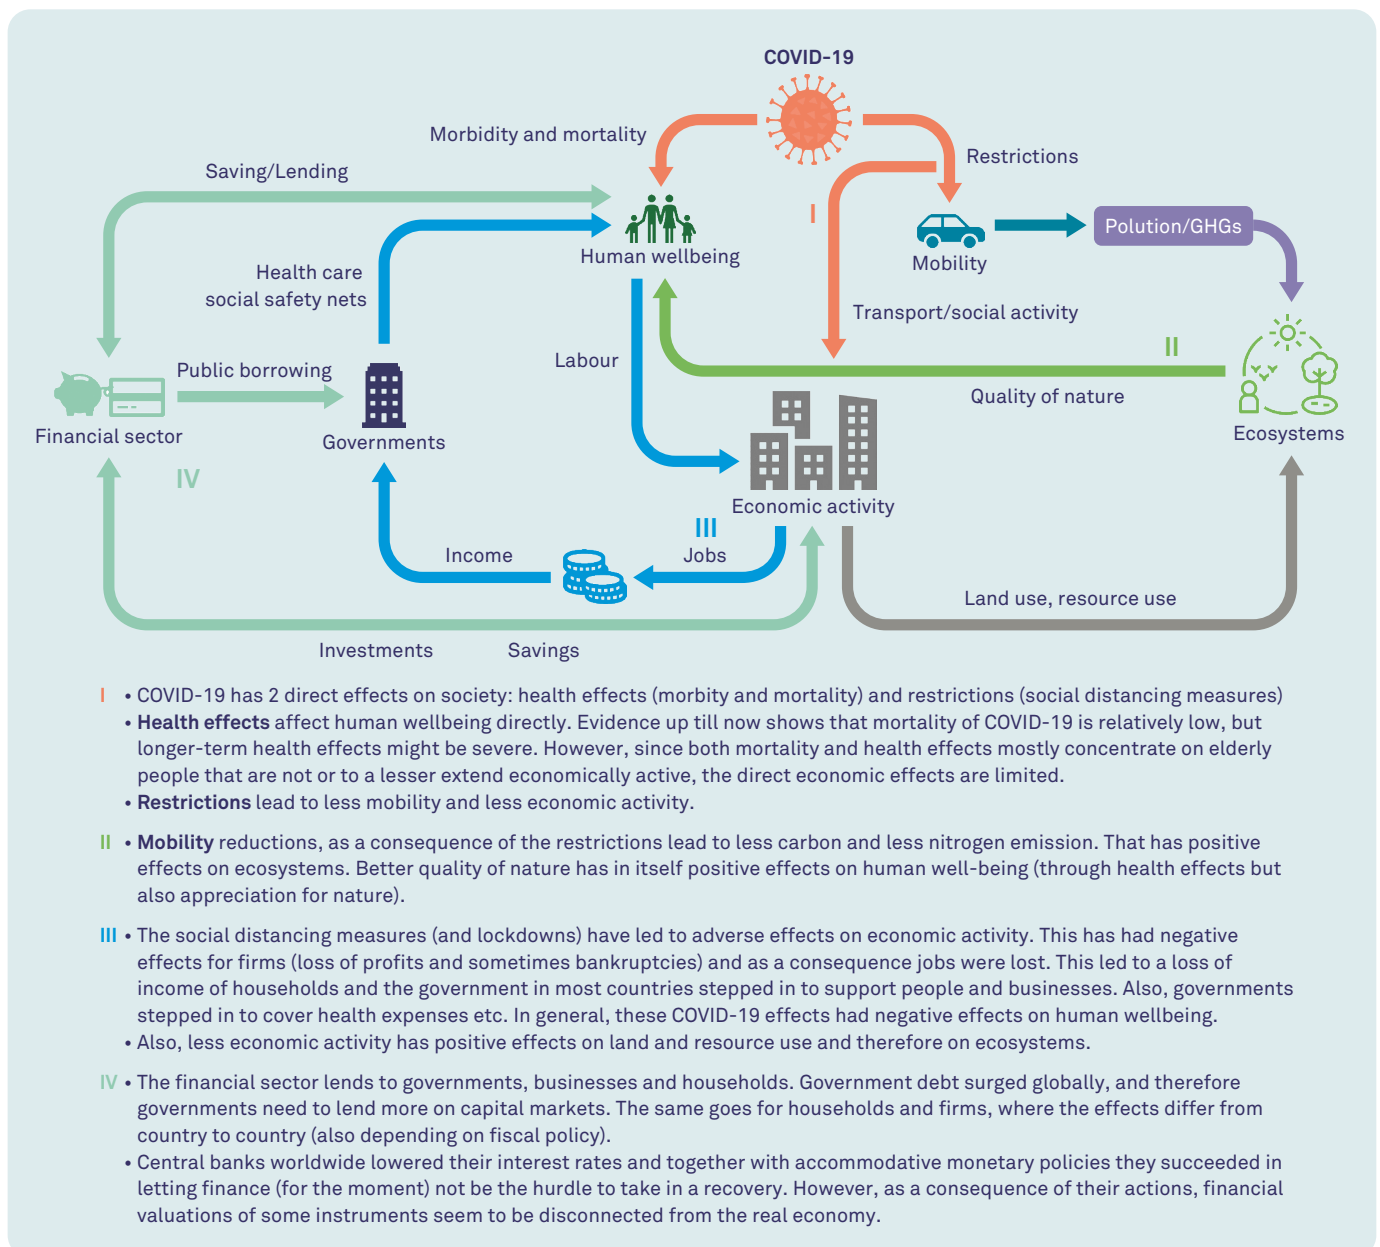 COVID-19
Morbidity and mortality
Restrictions
Saving/Lending
I
Polution/GHGs
Human wellbeing
Mobility
Health care
social safety nets
Transport/social activity
II
Labour
Public borrowing
Quality of nature
Financial sector
Governments
Ecosystems
IV
Economic activity
III
Income
Jobs
Land use, resource use
Investments
Savings
I • COVID-19 has 2 direct effects on society: health effects (morbity and mortality) and restrictions (social distancing measures)
• Health effects affect human wellbeing directly. Evidence up till now shows that mortality of COVID-19 is relatively low, but
longer-term health effects might be severe. However, since both mortality and health effects mostly concentrate on elderly
people that are not or to a lesser extend economically active, the direct economic effects are limited.
• Restrictions lead to less mobility and less economic activity.
II • Mobility reductions, as a consequence of the restrictions lead to less carbon and less nitrogen emission. That has positive
effects on ecosystems. Better quality of nature has in itself positive effects on human well-being (through health effects but
also appreciation for nature).
III • The social distancing measures (and lockdowns) have led to adverse effects on economic activity. This has had negative
effects for firms (loss of profits and sometimes bankruptcies) and as a consequence jobs were lost. This led to a loss of
income of households and the government in most countries stepped in to support people and businesses. Also, governments
stepped in to cover health expenses etc. In general, these COVID-19 effects had negative effects on human wellbeing.
• Also, less economic activity has positive effects on land and resource use and therefore on ecosystems.
IV • The financial sector lends to governments, businesses and households. Government debt surged globally, and therefore
governments need to lend more on capital markets. The same goes for households and firms, where the effects differ from
country to country (also depending on fiscal policy).
• Central banks worldwide lowered their interest rates and together with accommodative monetary policies they succeeded in
letting finance (for the moment) not be the hurdle to take in a recovery. However, as a consequence of their actions, financial
valuations of some instruments seem to be disconnected from the real economy.